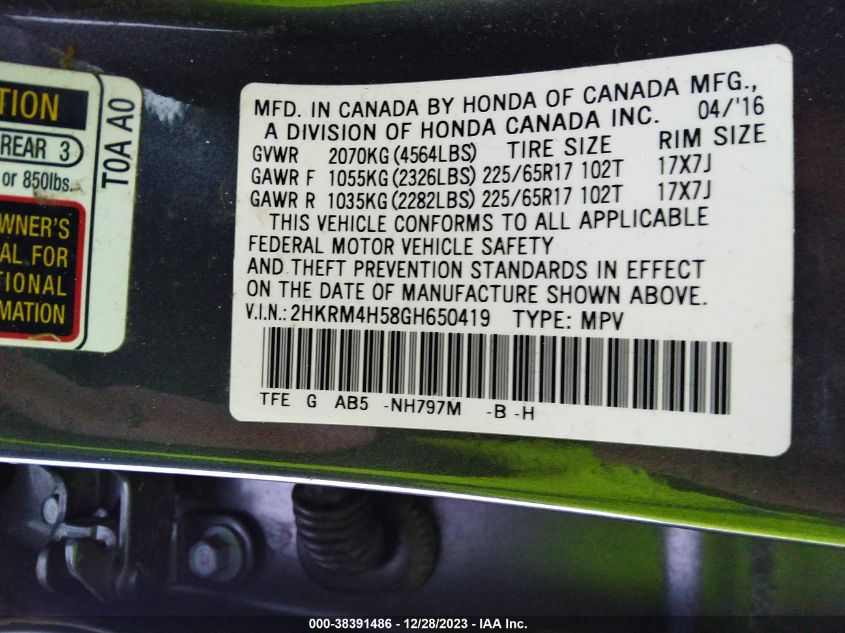 TION
REAR 3
or 850lbs.
WNER'S
AL FOR
TIONAL
MATION
T0A A0
MFD. IN CANADA BY HONDA OF CANADA MFG.,
A DIVISION OF HONDA CANADA INC. 04/'16
GVWR 2070KG (4564LBS) TIRE SIZE RIM SIZE
GAWR F 1055KG (2326LBS) 225/65R17 102T 17X7J
GAWR R 1035KG (2282LBS) 225/65R17 102T 17X7J
THIS VEHICLE CONFORMS TO ALL APPLICABLE
FEDERAL MOTOR VEHICLE SAFETY
AND THEFT PREVENTION STANDARDS IN EFFECT
ON THE DATE OF MANUFACTURE SHOWN ABOVE.
V.I.N.: 2HKRM4H58GH650419 TYPE: MPV
TFE G AB5 -NH797M -B -H
000-38391486 - 12/28/2023 - IAA Inc.